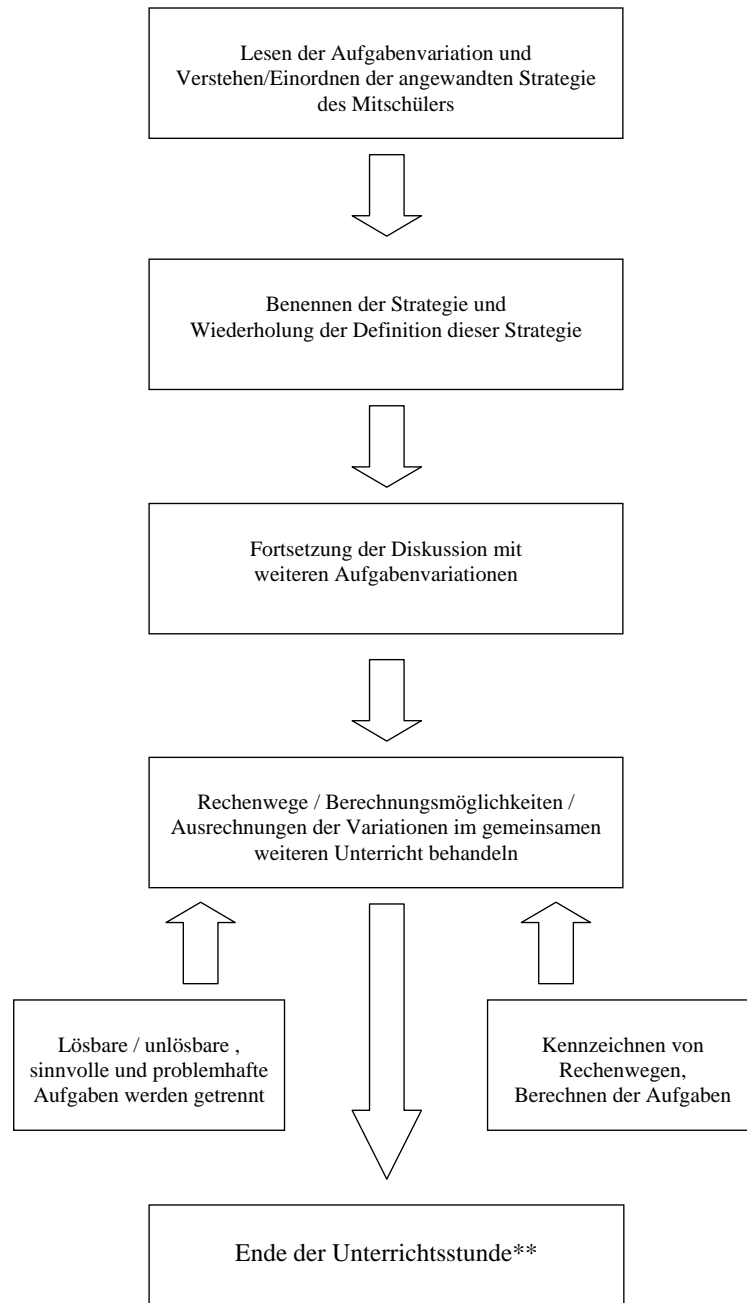 Lesen der Aufgabenvariation und
Verstehen/Einordnen der angewandten Strategie
des Mitschülers
Benennen der Strategie und
Wiederholung der Definition dieser Strategie
Fortsetzung der Diskussion mit
weiteren Aufgabenvariationen
Rechenwege / Berechnungsmöglichkeiten /
Ausrechnungen der Variationen im gemeinsamen
weiteren Unterricht behandeln
Lösbare / unlösbare ,
sinnvolle und problemhafte
Aufgaben werden getrennt
Kennzeichnen von
Rechenwegen,
Berechnen der Aufgaben
Ende der Unterrichtsstunde**